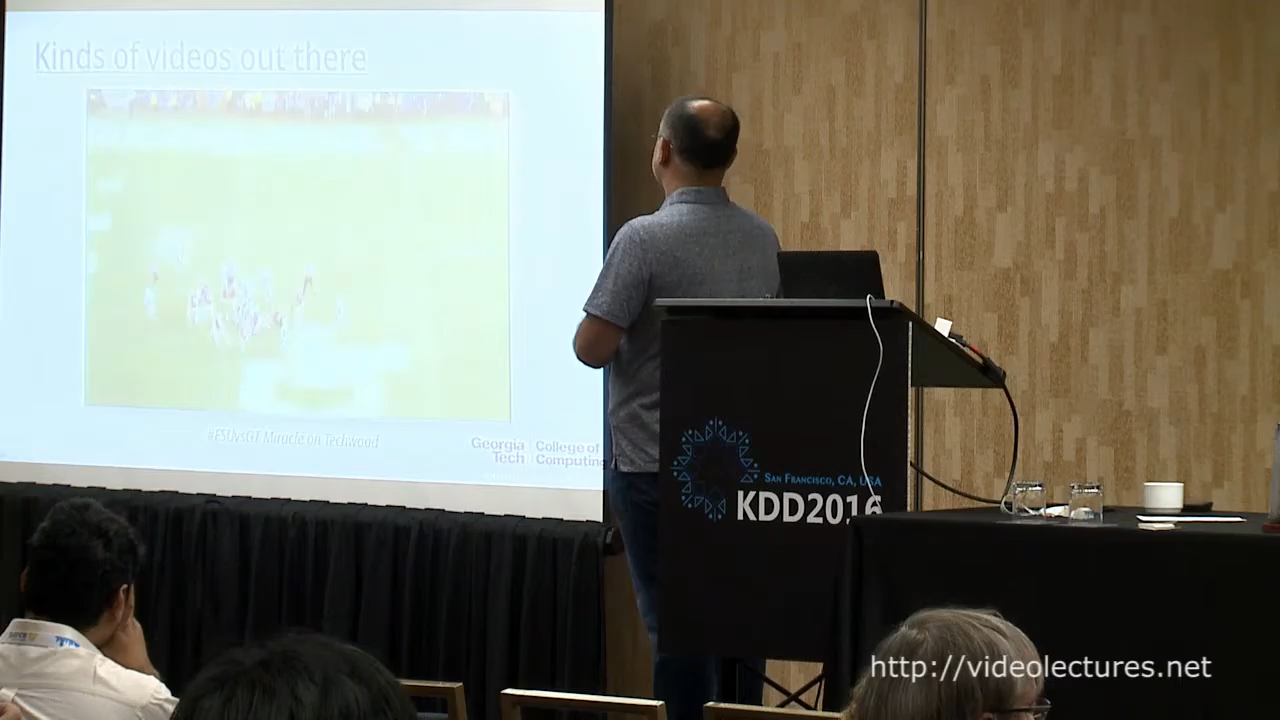 Kinds of videos out there
#FSUvsGT Miracle on Techwood
Georgia College of
Tech Computing
SAN FRANCISCO, CA, USA
KDD2016
http://videolectures.net